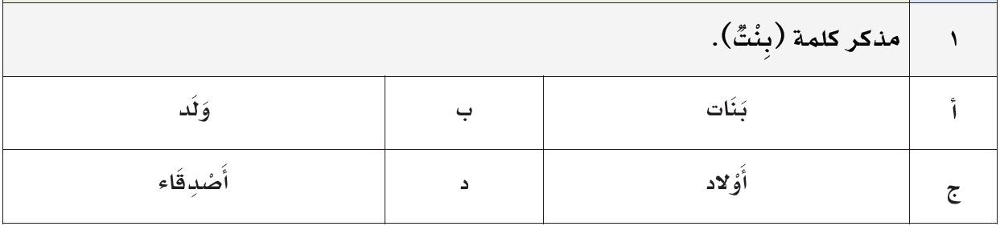 ١ مذكر كلمة (بِنْتٌ).
أ بَنَات ب وَلَد
ج أَوْلاد د أَصْدِقَاء